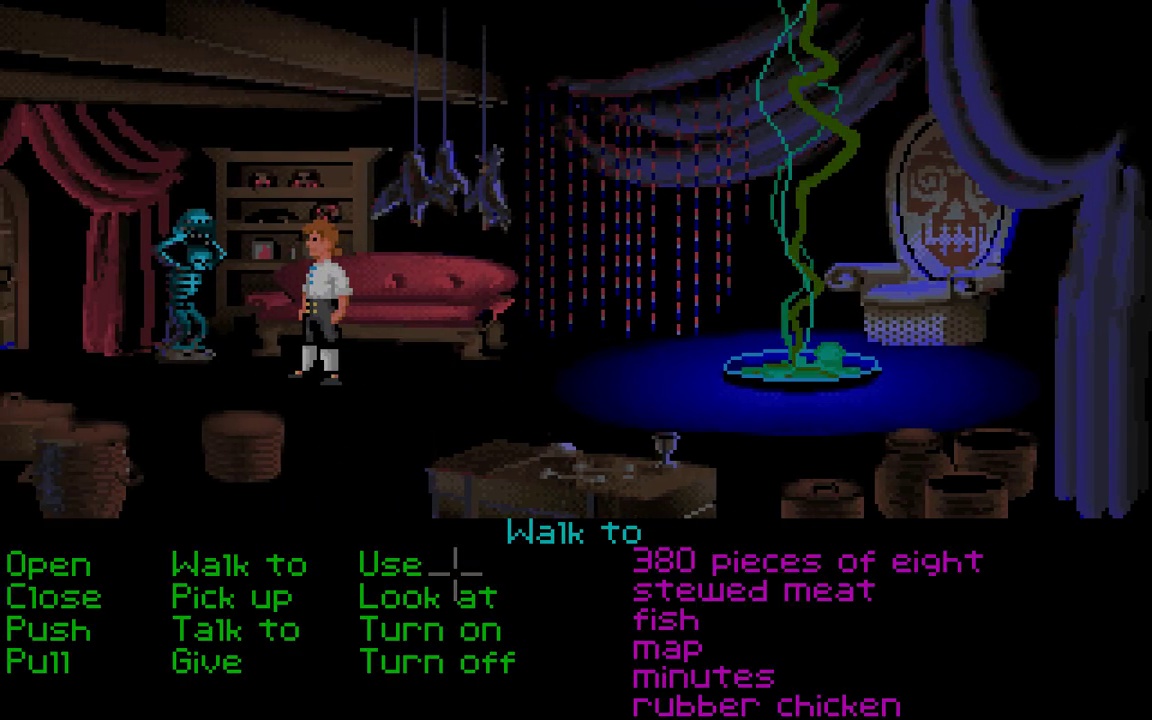 Walk to
Open Walk to Use 380 pieces of eight
Close Pick up Look at stewed meat
Push Talk to Turn on fish
Pull Give Turn off map
minutes
rubber chicken